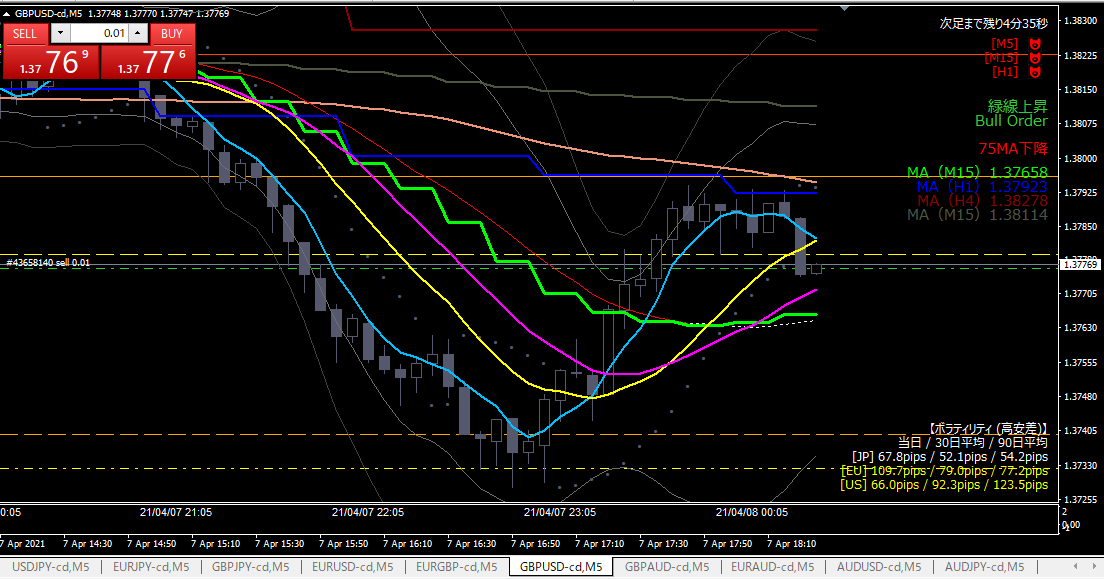 GBPUSD-cd,M5 1.37748 1.37770 1.37747 1.37769
SELL 0.01 BUY
1.37 76 9 1.37 77 6
次足まで残り4分35秒
[M5]
[M15]
[H1]
緑線上昇
Bull Order
75MA下降
MA (M15) 1.37658
MA (H1) 1.37923
MA (H4) 1.38278
MA (M15) 1.38114
#43658140 sell 0.01
【ボラティリティ (高安差)】
当日 / 30日平均 / 90日平均
[JP] 67.8pips / 52.1pips / 54.2pips
[EU] 109.7pips / 79.0pips / 77.2pips
[US] 66.0pips / 92.3pips / 123.5pips
1.38300
1.38225
1.38150
1.38075
1.38000
1.37925
1.37850
1.37769
1.37705
1.37630
1.37555
1.37480
1.37405
1.37330
1.37255
2
0.00
0:05 21/04/07 21:05 21/04/07 22:05 21/04/07 23:05 21/04/08 00:05
7 Apr 2021 7 Apr 14:30 7 Apr 14:50 7 Apr 15:10 7 Apr 15:30 7 Apr 15:50 7 Apr 16:10 7 Apr 16:30 7 Apr 16:50 7 Apr 17:10 7 Apr 17:30 7 Apr 17:50 7 Apr 18:10
USDJPY-cd,M5 EURJPY-cd,M5 GBPJPY-cd,M5 EURUSD-cd,M5 EURGBP-cd,M5 GBPUSD-cd,M5 GBPAUD-cd,M5 EURAUD-cd,M5 AUDUSD-cd,M5 AUDJPY-cd,M5